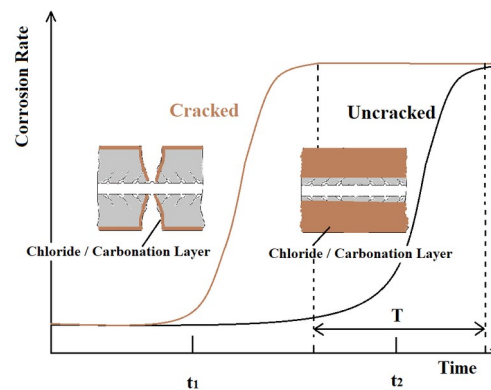 Corrosion Rate
Cracked
Uncracked
Chloride / Carbonation Layer
Chloride / Carbonation Layer
T
Time
t1
t2